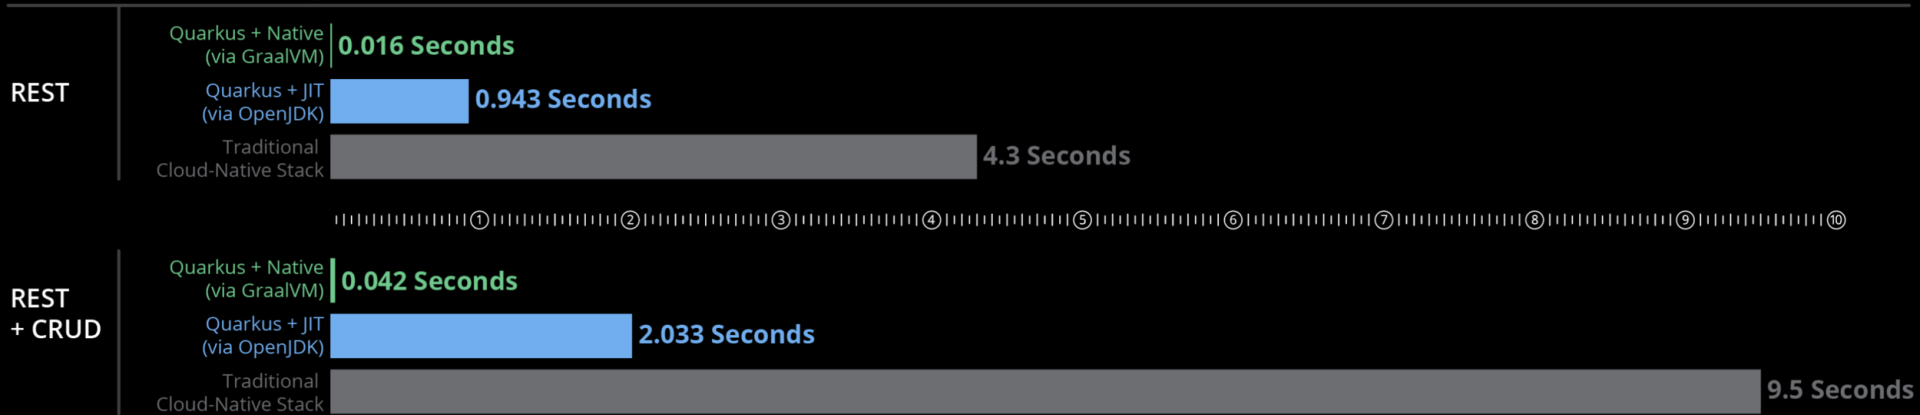 REST
Quarkus + Native
(via GraalVM)
0.016 Seconds
Quarkus + JIT
(via OpenJDK)
0.943 Seconds
Traditional
Cloud-Native Stack
4.3 Seconds
1 2 3 4 5 6 7 8 9 10
REST
+ CRUD
Quarkus + Native
(via GraalVM)
0.042 Seconds
Quarkus + JIT
(via OpenJDK)
2.033 Seconds
Traditional
Cloud-Native Stack
9.5 Seconds